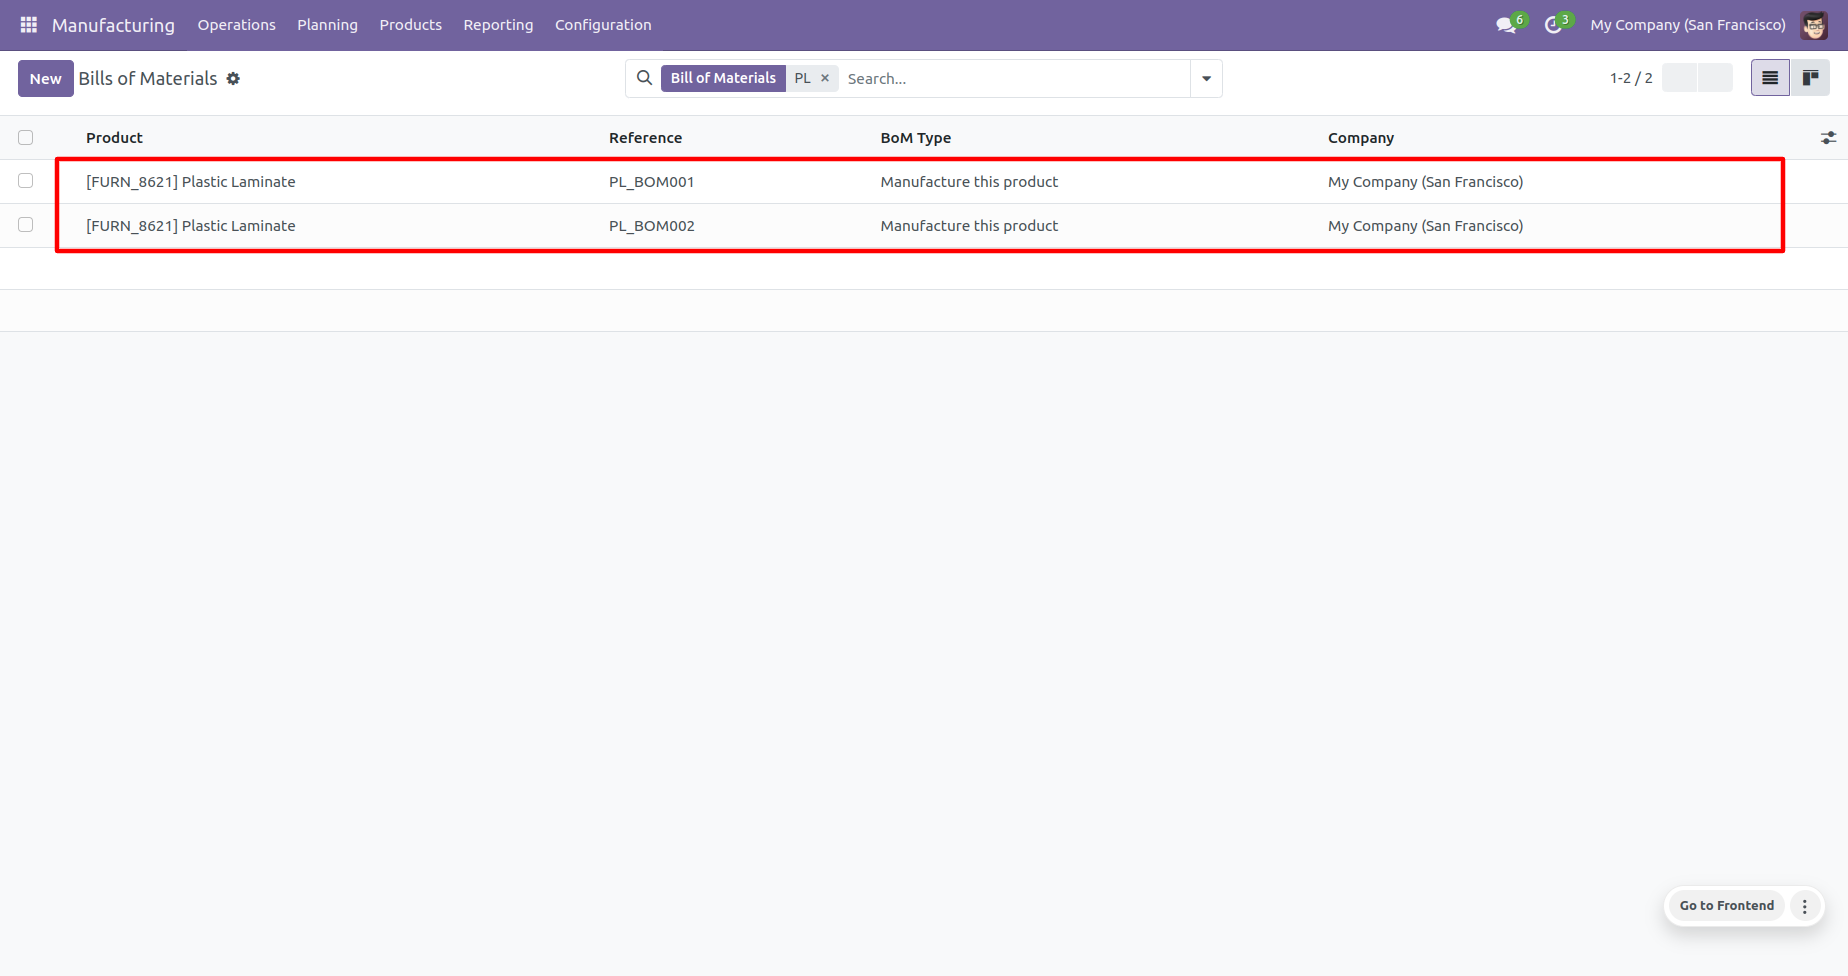 Manufacturing Operations Planning Products Reporting Configuration 6 3 My Company (San Francisco)
New Bills of Materials Bill of Materials PL × Search... 1-2 / 2
Product Reference BoM Type Company
[FURN_8621] Plastic Laminate PL_BOM001 Manufacture this product My Company (San Francisco)
[FURN_8621] Plastic Laminate PL_BOM002 Manufacture this product My Company (San Francisco)
Go to Frontend